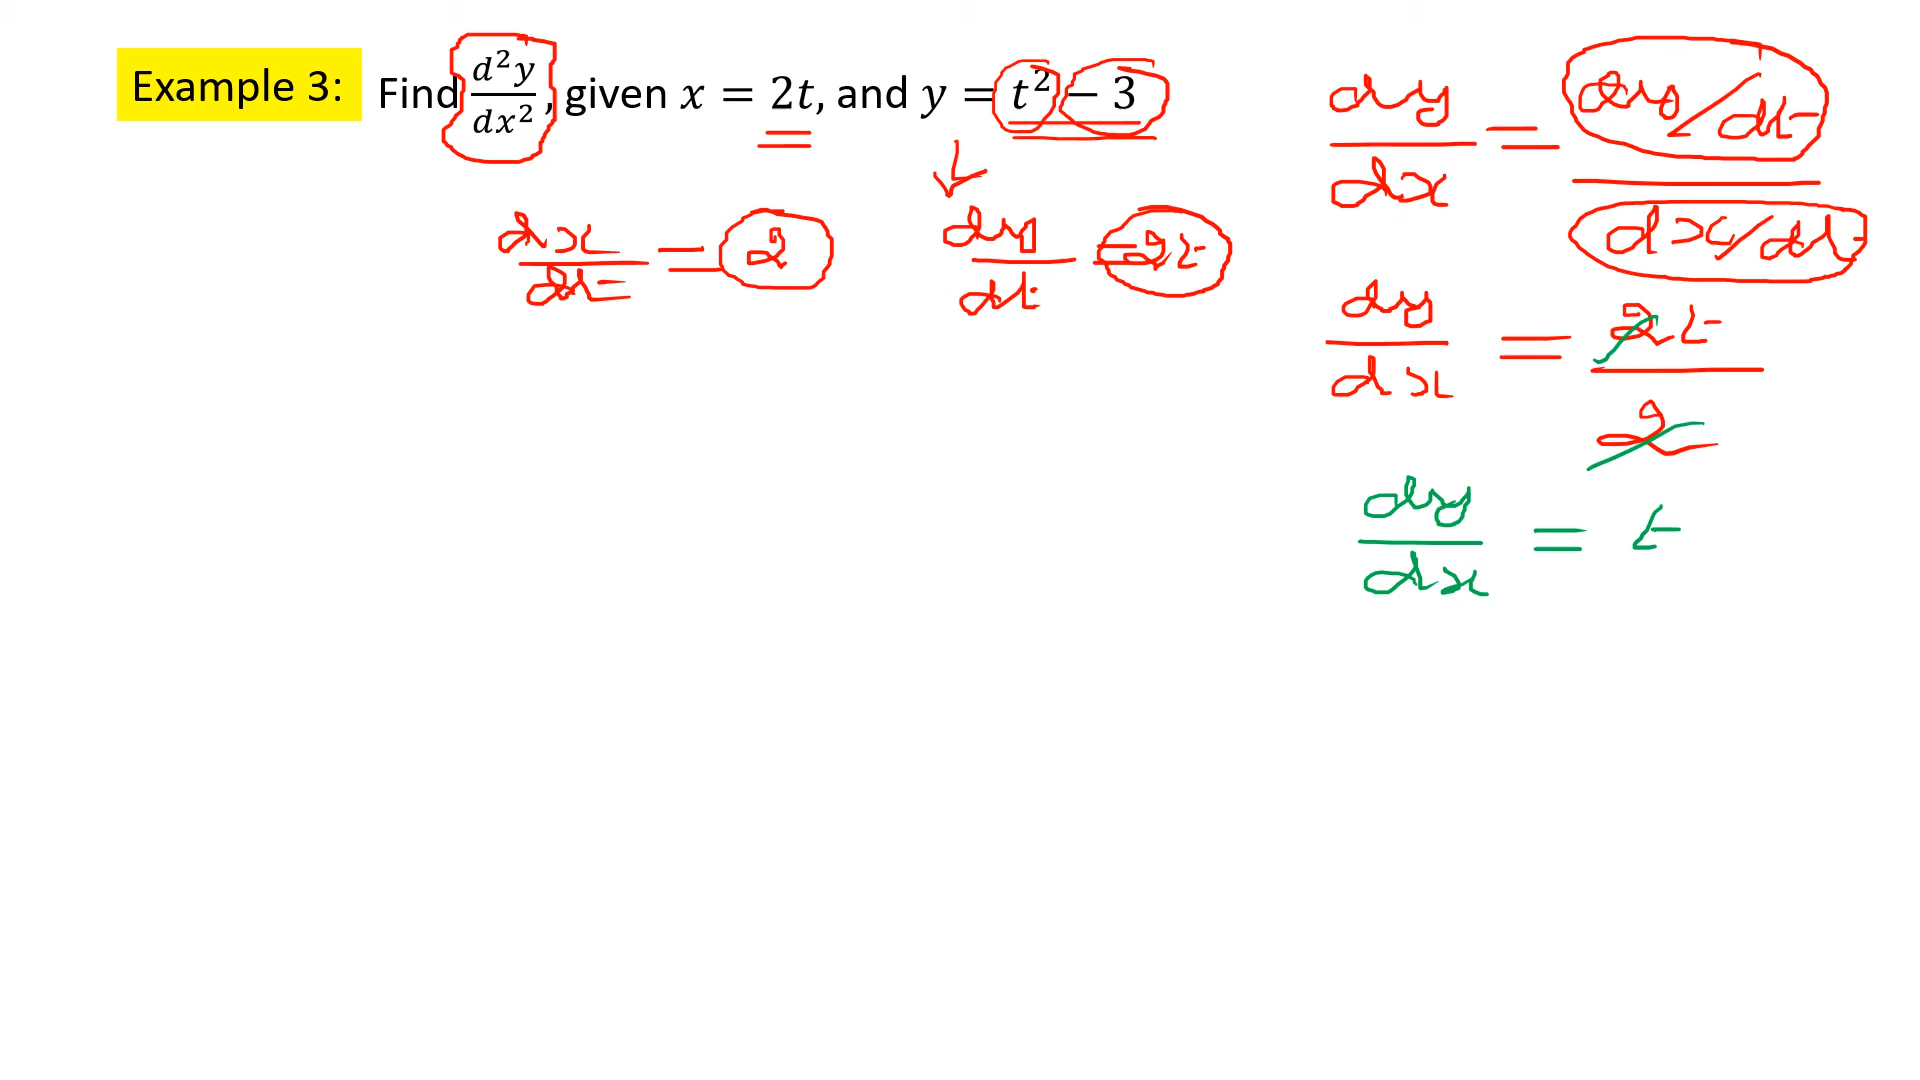 Example 3: Find d²y/dx², given x = 2t, and y = t² − 3
dx/dt = 2
dy/dt = 2t
dy/dx = (dy/dt)/(dx/dt)
dy/dx = 2t/2
dy/dx = t